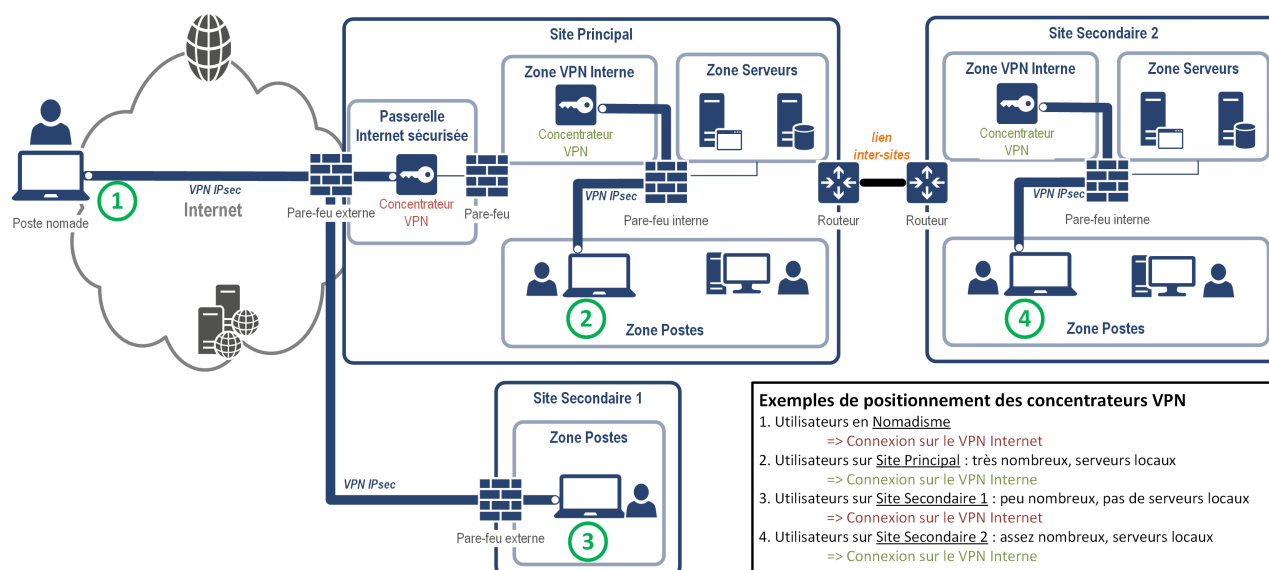 Site Principal
Site Secondaire 2
Zone VPN Interne
Zone Serveurs
Zone VPN Interne
Zone Serveurs
Passerelle
Internet sécurisée
Concentrateur
VPN
lien
inter-sites
Concentrateur
VPN
VPN IPsec
1
Internet
Poste nomade
Pare-feu externe
Concentrateur
VPN
Pare-feu
VPN IPsec
Pare-feu interne
Routeur
Routeur
VPN IPsec
Pare-feu interne
2
Zone Postes
4
Zone Postes
Site Secondaire 1
Zone Postes
VPN IPsec
Pare-feu externe
3
Exemples de positionnement des concentrateurs VPN
1. Utilisateurs en Nomadisme
=> Connexion sur le VPN Internet
2. Utilisateurs sur Site Principal : très nombreux, serveurs locaux
=> Connexion sur le VPN Interne
3. Utilisateurs sur Site Secondaire 1 : peu nombreux, pas de serveurs locaux
=> Connexion sur le VPN Internet
4. Utilisateurs sur Site Secondaire 2 : assez nombreux, serveurs locaux
=> Connexion sur le VPN Interne